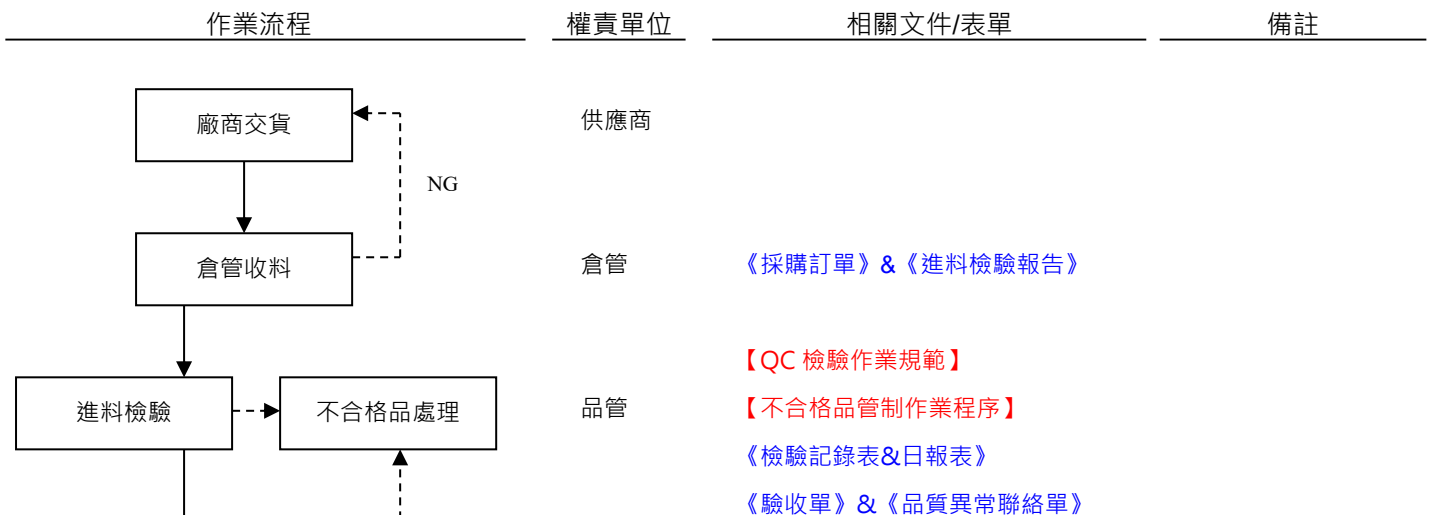 作業流程 權責單位 相關文件/表單 備註
廠商交貨 供應商
NG
倉管收料 倉管 《採購訂單》&《進料檢驗報告》
【QC 檢驗作業規範】
進料檢驗 不合格品處理 品管 【不合格品管制作業程序】
《檢驗記錄表&日報表》
《驗收單》&《品質異常聯絡單》